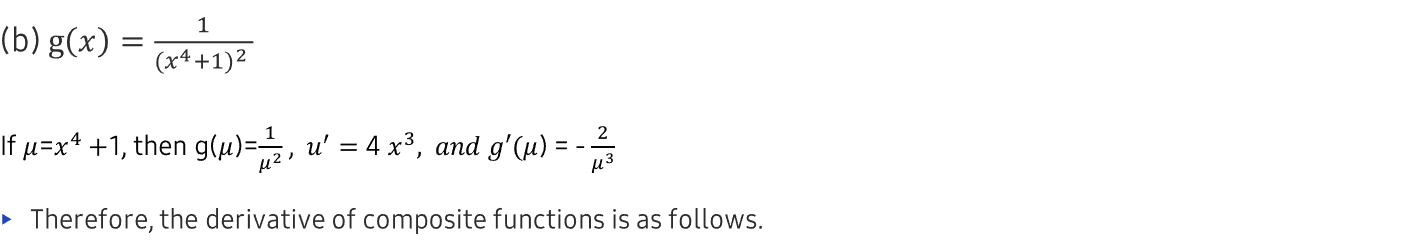 (b) g(x) = 1/(x⁴+1)²
If μ=x⁴ +1, then g(μ)=1/μ², u′ = 4 x³, and g′(μ) = -2/μ³
▸ Therefore, the derivative of composite functions is as follows.